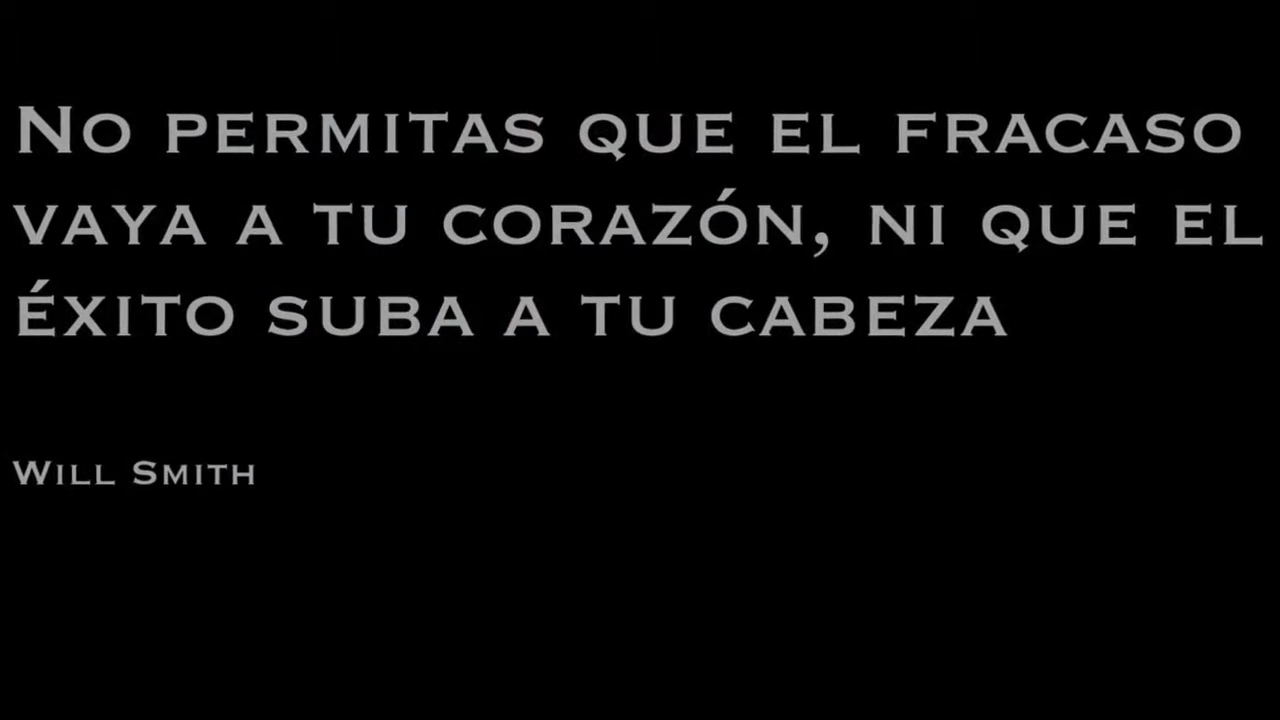 No permitas que el fracaso
vaya a tu corazón, ni que el
éxito suba a tu cabeza
Will Smith